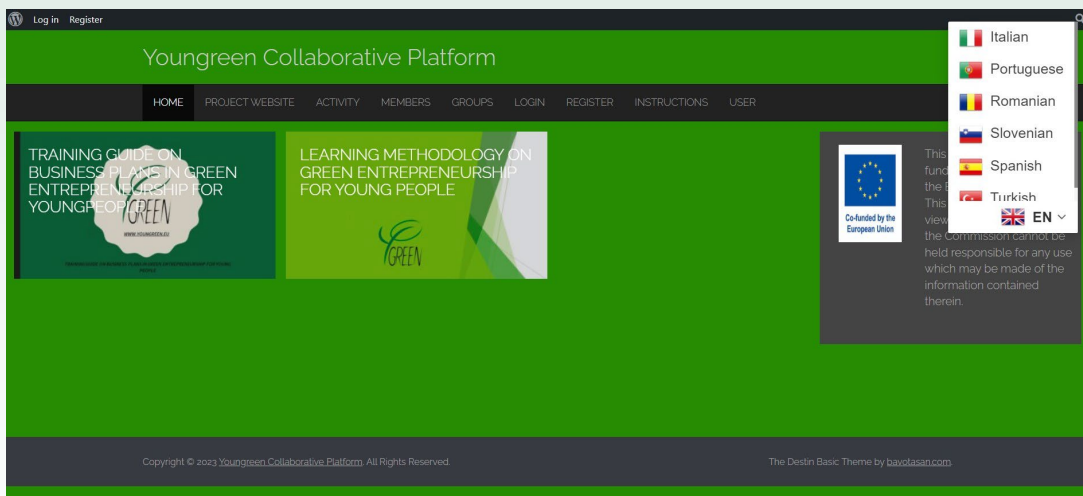 Log in Register
Youngreen Collaborative Platform
HOME PROJECT WEBSITE ACTIVITY MEMBERS GROUPS LOGIN REGISTER INSTRUCTIONS USER
Italian
Portuguese
Romanian
Slovenian
Spanish
Turkish
EN
TRAINING GUIDE ON
BUSINESS PLANS IN GREEN
ENTREPRENEURSHIP FOR
YOUNGPEOPLE
GREEN
WWW.YOUNGREEN.EU
LEARNING METHODOLOGY ON
GREEN ENTREPRENEURSHIP
FOR YOUNG PEOPLE
GREEN
Co-funded by the
European Union
This
fund
the
This
view
the Commission cannot be
held responsible for any use
which may be made of the
information contained
therein.
Copyright © 2023 Youngreen Collaborative Platform. All Rights Reserved.
The Destin Basic Theme by bavotasan.com.